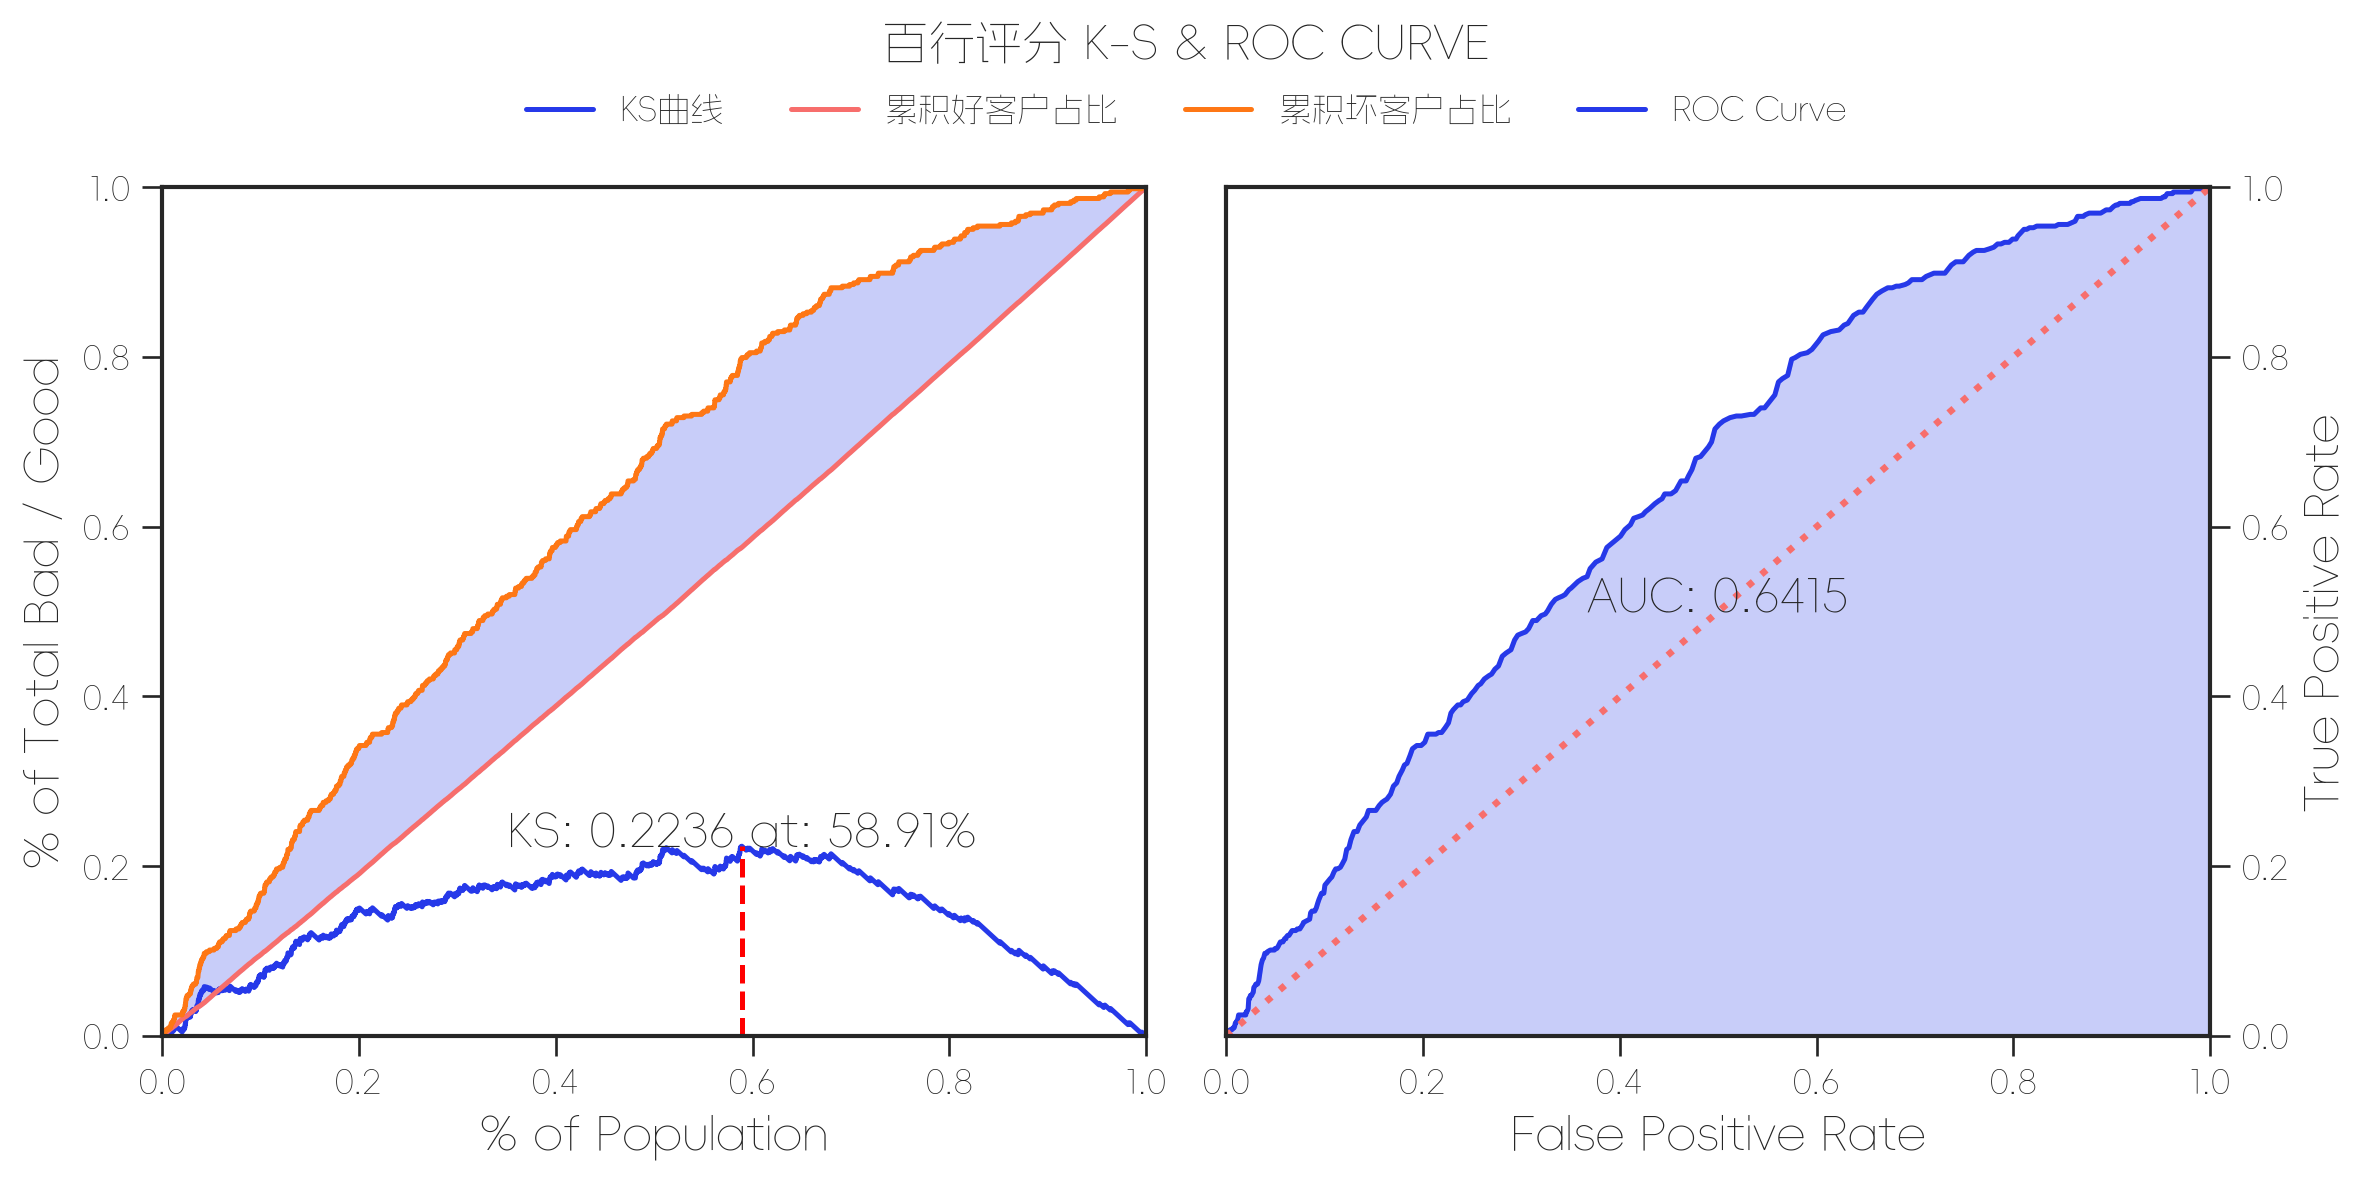 百行评分 K-S & ROC CURVE
KS曲线 累积好客户占比 累积坏客户占比 ROC Curve
% of Total Bad / Good
1.0
0.8
0.6
0.4
0.2
0.0
KS: 0.2236 at: 58.91%
0.0 0.2 0.4 0.6 0.8 1.0
% of Population
AUC: 0.6415
0.0 0.2 0.4 0.6 0.8 1.0
False Positive Rate
1.0
0.8
0.6
0.4
0.2
0.0
True Positive Rate